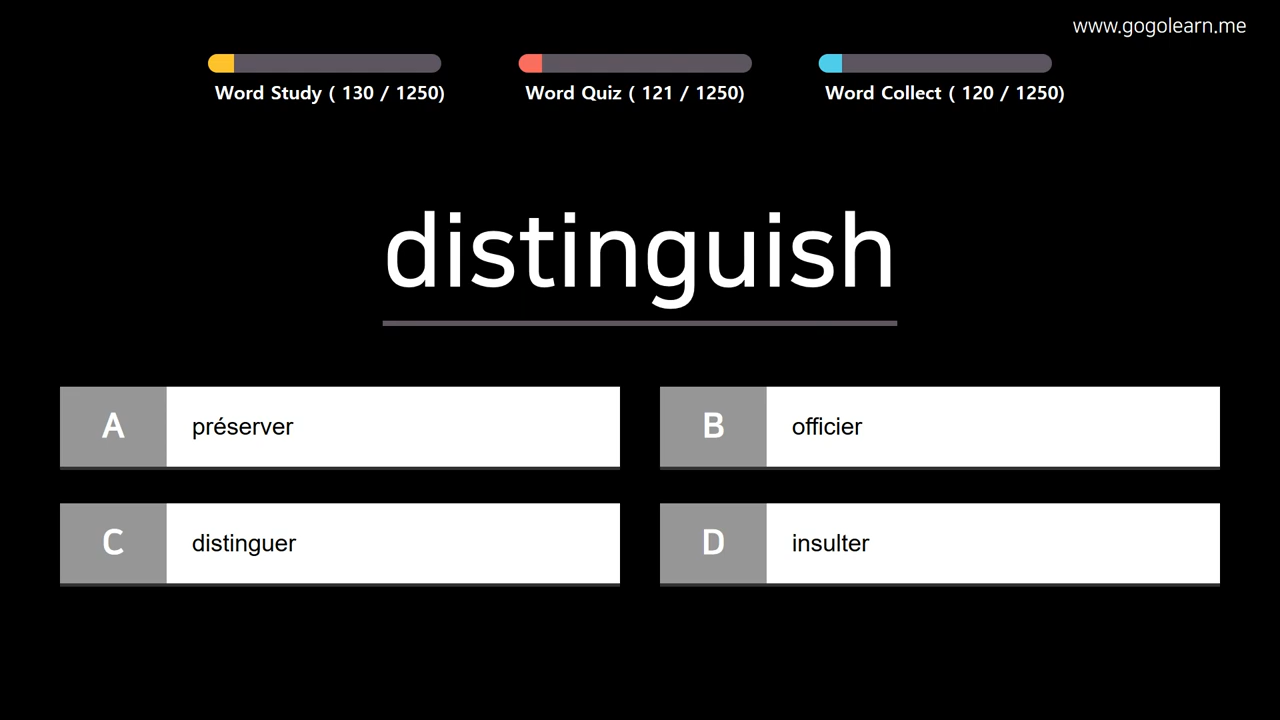 www.gogolearn.me
Word Study ( 130 / 1250)
Word Quiz ( 121 / 1250)
Word Collect ( 120 / 1250)
distinguish
A
préserver
B
officier
C
distinguer
D
insulter